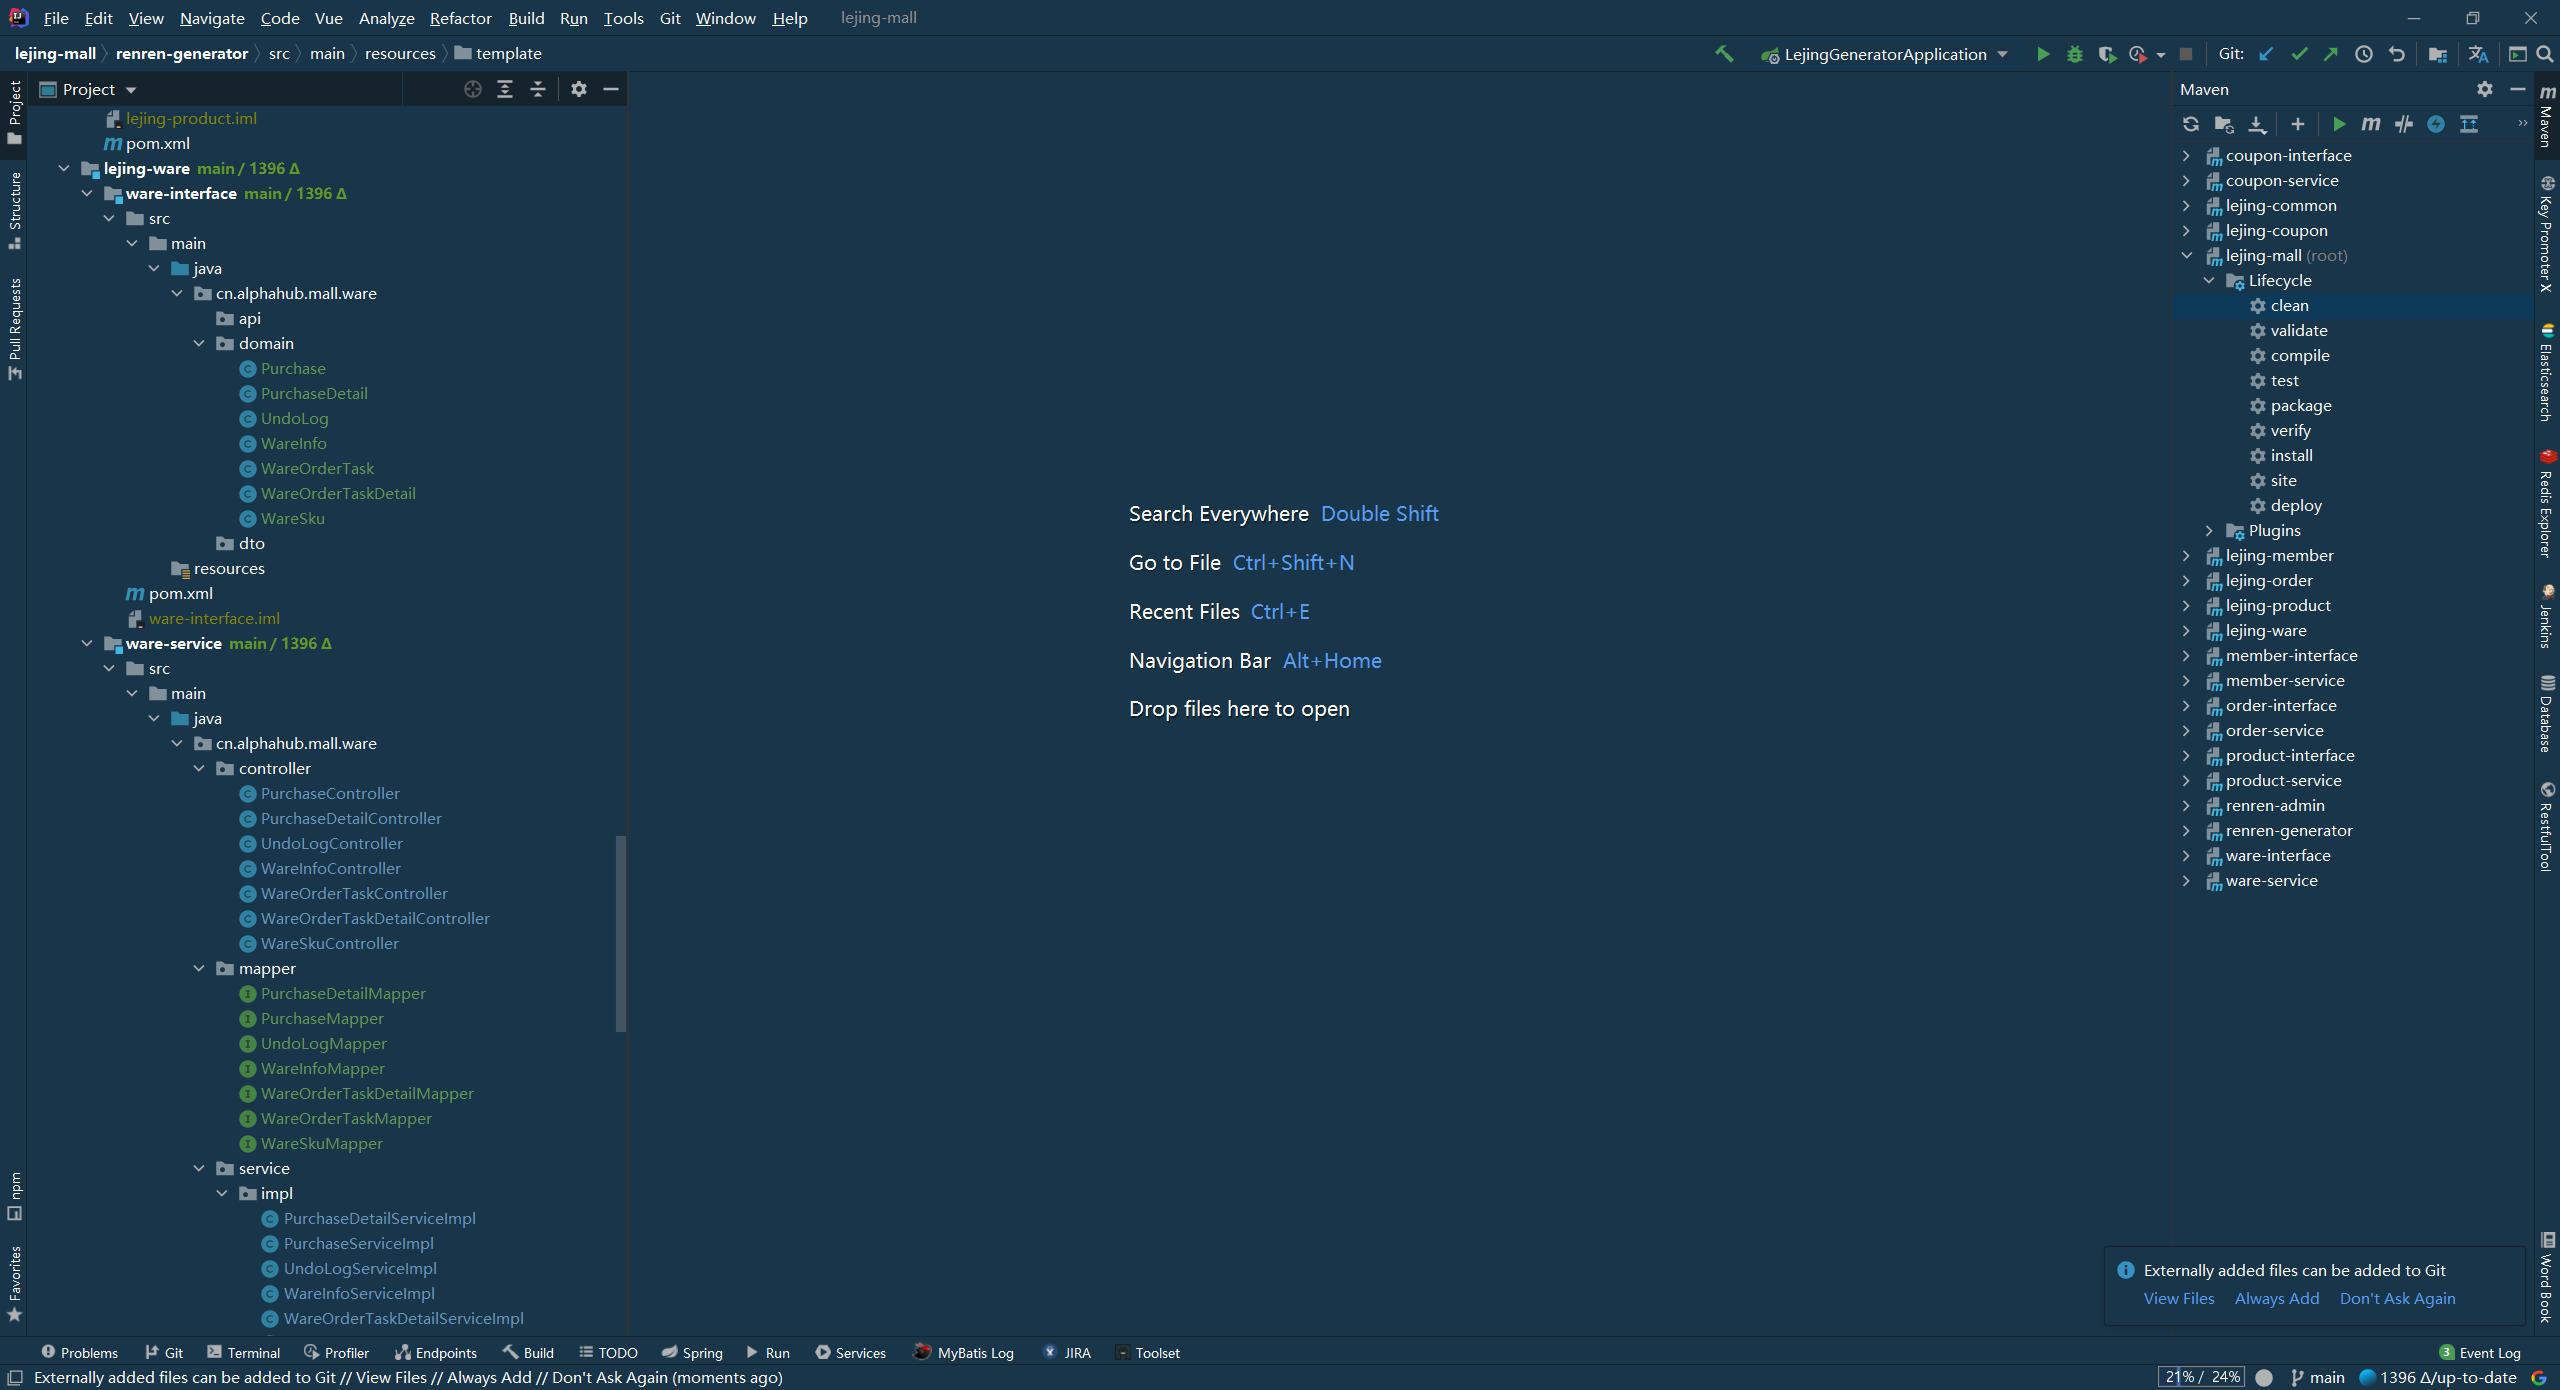 File Edit View Navigate Code Vue Analyze Refactor Build Run Tools Git Window Help lejing-mall
lejing-mall renren-generator src main resources template LejingGeneratorApplication Git:
Project
lejing-product.iml
pom.xml
lejing-ware main / 1396 Δ
ware-interface main / 1396 Δ
src
main
java
cn.alphahub.mall.ware
api
domain
Purchase
PurchaseDetail
UndoLog
WareInfo
WareOrderTask
WareOrderTaskDetail
WareSku
dto
resources
pom.xml
ware-interface.iml
ware-service main / 1396 Δ
src
main
java
cn.alphahub.mall.ware
controller
PurchaseController
PurchaseDetailController
UndoLogController
WareInfoController
WareOrderTaskController
WareOrderTaskDetailController
WareSkuController
mapper
PurchaseDetailMapper
PurchaseMapper
UndoLogMapper
WareInfoMapper
WareOrderTaskDetailMapper
WareOrderTaskMapper
WareSkuMapper
service
impl
PurchaseDetailServiceImpl
PurchaseServiceImpl
UndoLogServiceImpl
WareInfoServiceImpl
WareOrderTaskDetailServiceImpl
Project
Structure
Pull Requests
npm
Favorites
Search Everywhere Double Shift
Go to File Ctrl+Shift+N
Recent Files Ctrl+E
Navigation Bar Alt+Home
Drop files here to open
Maven
coupon-interface
coupon-service
lejing-common
lejing-coupon
lejing-mall (root)
Lifecycle
clean
validate
compile
test
package
verify
install
site
deploy
Plugins
lejing-member
lejing-order
lejing-product
lejing-ware
member-interface
member-service
order-interface
order-service
product-interface
product-service
renren-admin
renren-generator
ware-interface
ware-service
Maven
Key Promoter X
Elasticsearch
Redis Explorer
Jenkins
Database
RestfulTool
Word Book
Externally added files can be added to Git
View Files Always Add Don't Ask Again
Problems Git Terminal Profiler Endpoints Build TODO Spring Run Services MyBatis Log JIRA Toolset 3 Event Log
Externally added files can be added to Git // View Files // Always Add // Don't Ask Again (moments ago) 21% / 24% main 1396 Δ/up-to-date